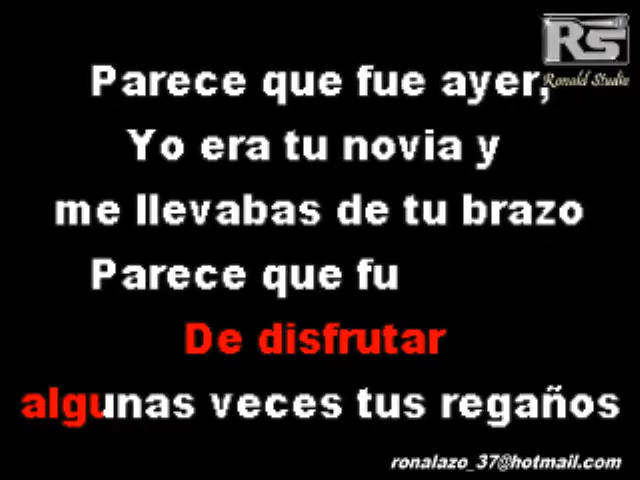 RS
Ronald Studio
Parece que fue ayer,
Yo era tu novia y
me llevabas de tu brazo
Parece que fu
De disfrutar
algunas veces tus regaños
ronalazo_37@hotmail.com